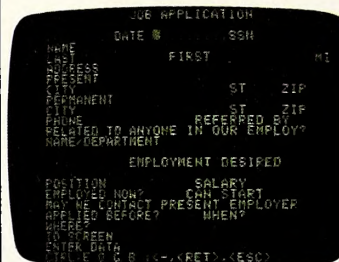 JOB APPLICATION
DATE SSN
NAME
LAST FIRST MI
ADDRESS
PRESENT
CITY ST ZIP
PERMANENT
CITY ST ZIP
PHONE REFERRED BY
RELATED TO ANYONE IN OUR EMPLOY?
NAME/DEPARTMENT
EMPLOYMENT DESIRED
POSITION SALARY
EMPLOYED NOW? CAN START
MAY WE CONTACT PRESENT EMPLOYER
APPLIED BEFORE? WHEN?
WHERE?
TO SCREEN
ENTER DATA
CTRL-E O G B :<-,<RET>,<ESC>